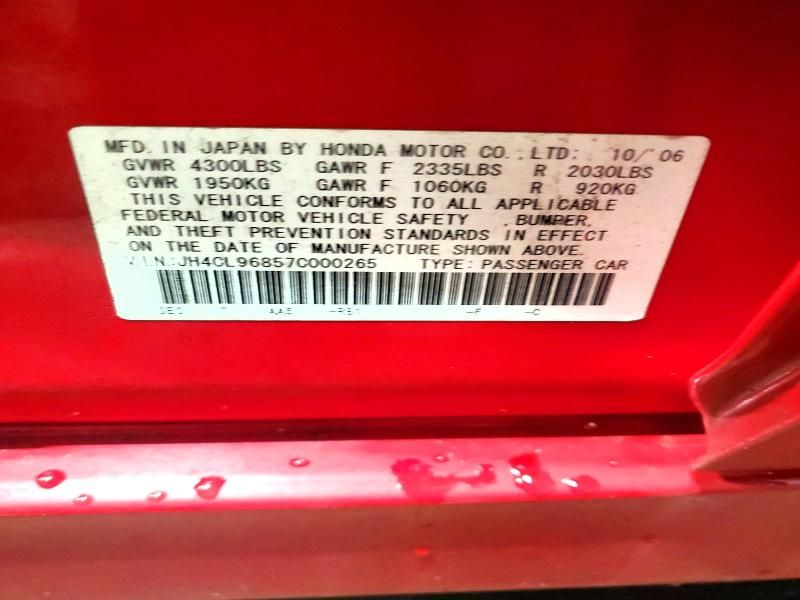 MFD. IN JAPAN BY HONDA MOTOR CO., LTD: 10/'06
GVWR 4300LBS GAWR F 2335LBS R 2030LBS
GVWR 1950KG GAWR F 1060KG R 920KG
THIS VEHICLE CONFORMS TO ALL APPLICABLE
FEDERAL MOTOR VEHICLE SAFETY , BUMPER,
AND THEFT PREVENTION STANDARDS IN EFFECT
ON THE DATE OF MANUFACTURE SHOWN ABOVE.
V.I.N.:JH4CL96857C000265 TYPE: PASSENGER CAR
-F -C